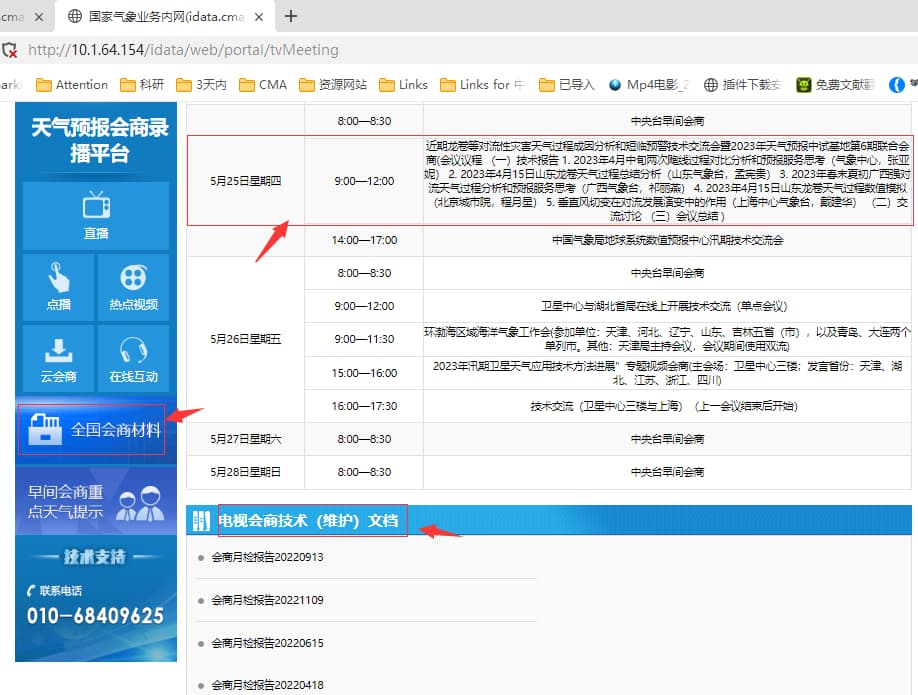 .cma
国家气象业务内网(idata.cma
http://10.1.64.154/idata/web/portal/tvMeeting
Attention
科研
3天内
CMA
资源网站
Links
Links for 中
已导入
Mp4电影_2
插件下载安
免费文献
天气预报会商录
播平台
直播
点播
热点视频
云会商
在线互动
全国会商材料
早间会商重
点天气提示
技术支持
联系电话
010-68409625
8:00—8:30
中央台早间会商
5月25日星期四
9:00—12:00
近期龙卷等对流性灾害天气过程成因分析和短临预警技术交流会暨2023年天气预报中试基地第6期联合会
商(会议议程 （一）技术报告 1. 2023年4月中旬两次飑线过程对比分析和预报服务思考（气象中心，张亚
妮） 2. 2023年4月15日山东龙卷天气过程总结分析（山东气象台，孟宪贵） 3. 2023年春末夏初广西强对
流天气过程分析和预报服务思考（广西气象台，祁丽燕） 4. 2023年4月15日山东龙卷天气过程数值模拟
（北京城市院，程月星） 5. 垂直风切变在对流发展演变中的作用（上海中心气象台，戴建华） （二）交
流讨论 （三）会议总结 )
14:00—17:00
中国气象局地球系统数值预报中心汛期技术交流会
8:00—8:30
中央台早间会商
5月26日星期五
9:00—12:00
卫星中心与湖北省局在线上开展技术交流（单点会议）
9:00—11:30
环渤海区域海洋气象工作会(参加单位：天津、河北、辽宁、山东、吉林五省（市），以及青岛、大连两个
单列市。其他：天津局主持会议，会议期间使用双流)
15:00—16:00
2023年汛期卫星天气应用技术方法进展”专题视频会商(主会场：卫星中心三楼；发言省份：天津、湖
北、江苏、浙江、四川)
16:00—17:30
技术交流（卫星中心三楼与上海）（上一会议结束后开始）
5月27日星期六
8:00—8:30
中央台早间会商
5月28日星期日
8:00—8:30
中央台早间会商
电视会商技术（维护）文档
会商月检报告20220913
会商月检报告20221109
会商月检报告20220615
会商月检报告20220418